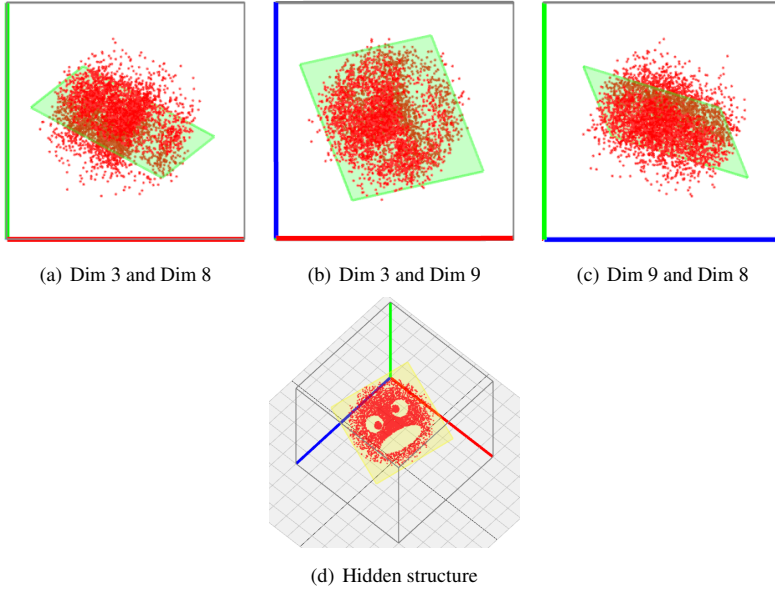 (a) Dim 3 and Dim 8
(b) Dim 3 and Dim 9
(c) Dim 9 and Dim 8
(d) Hidden structure